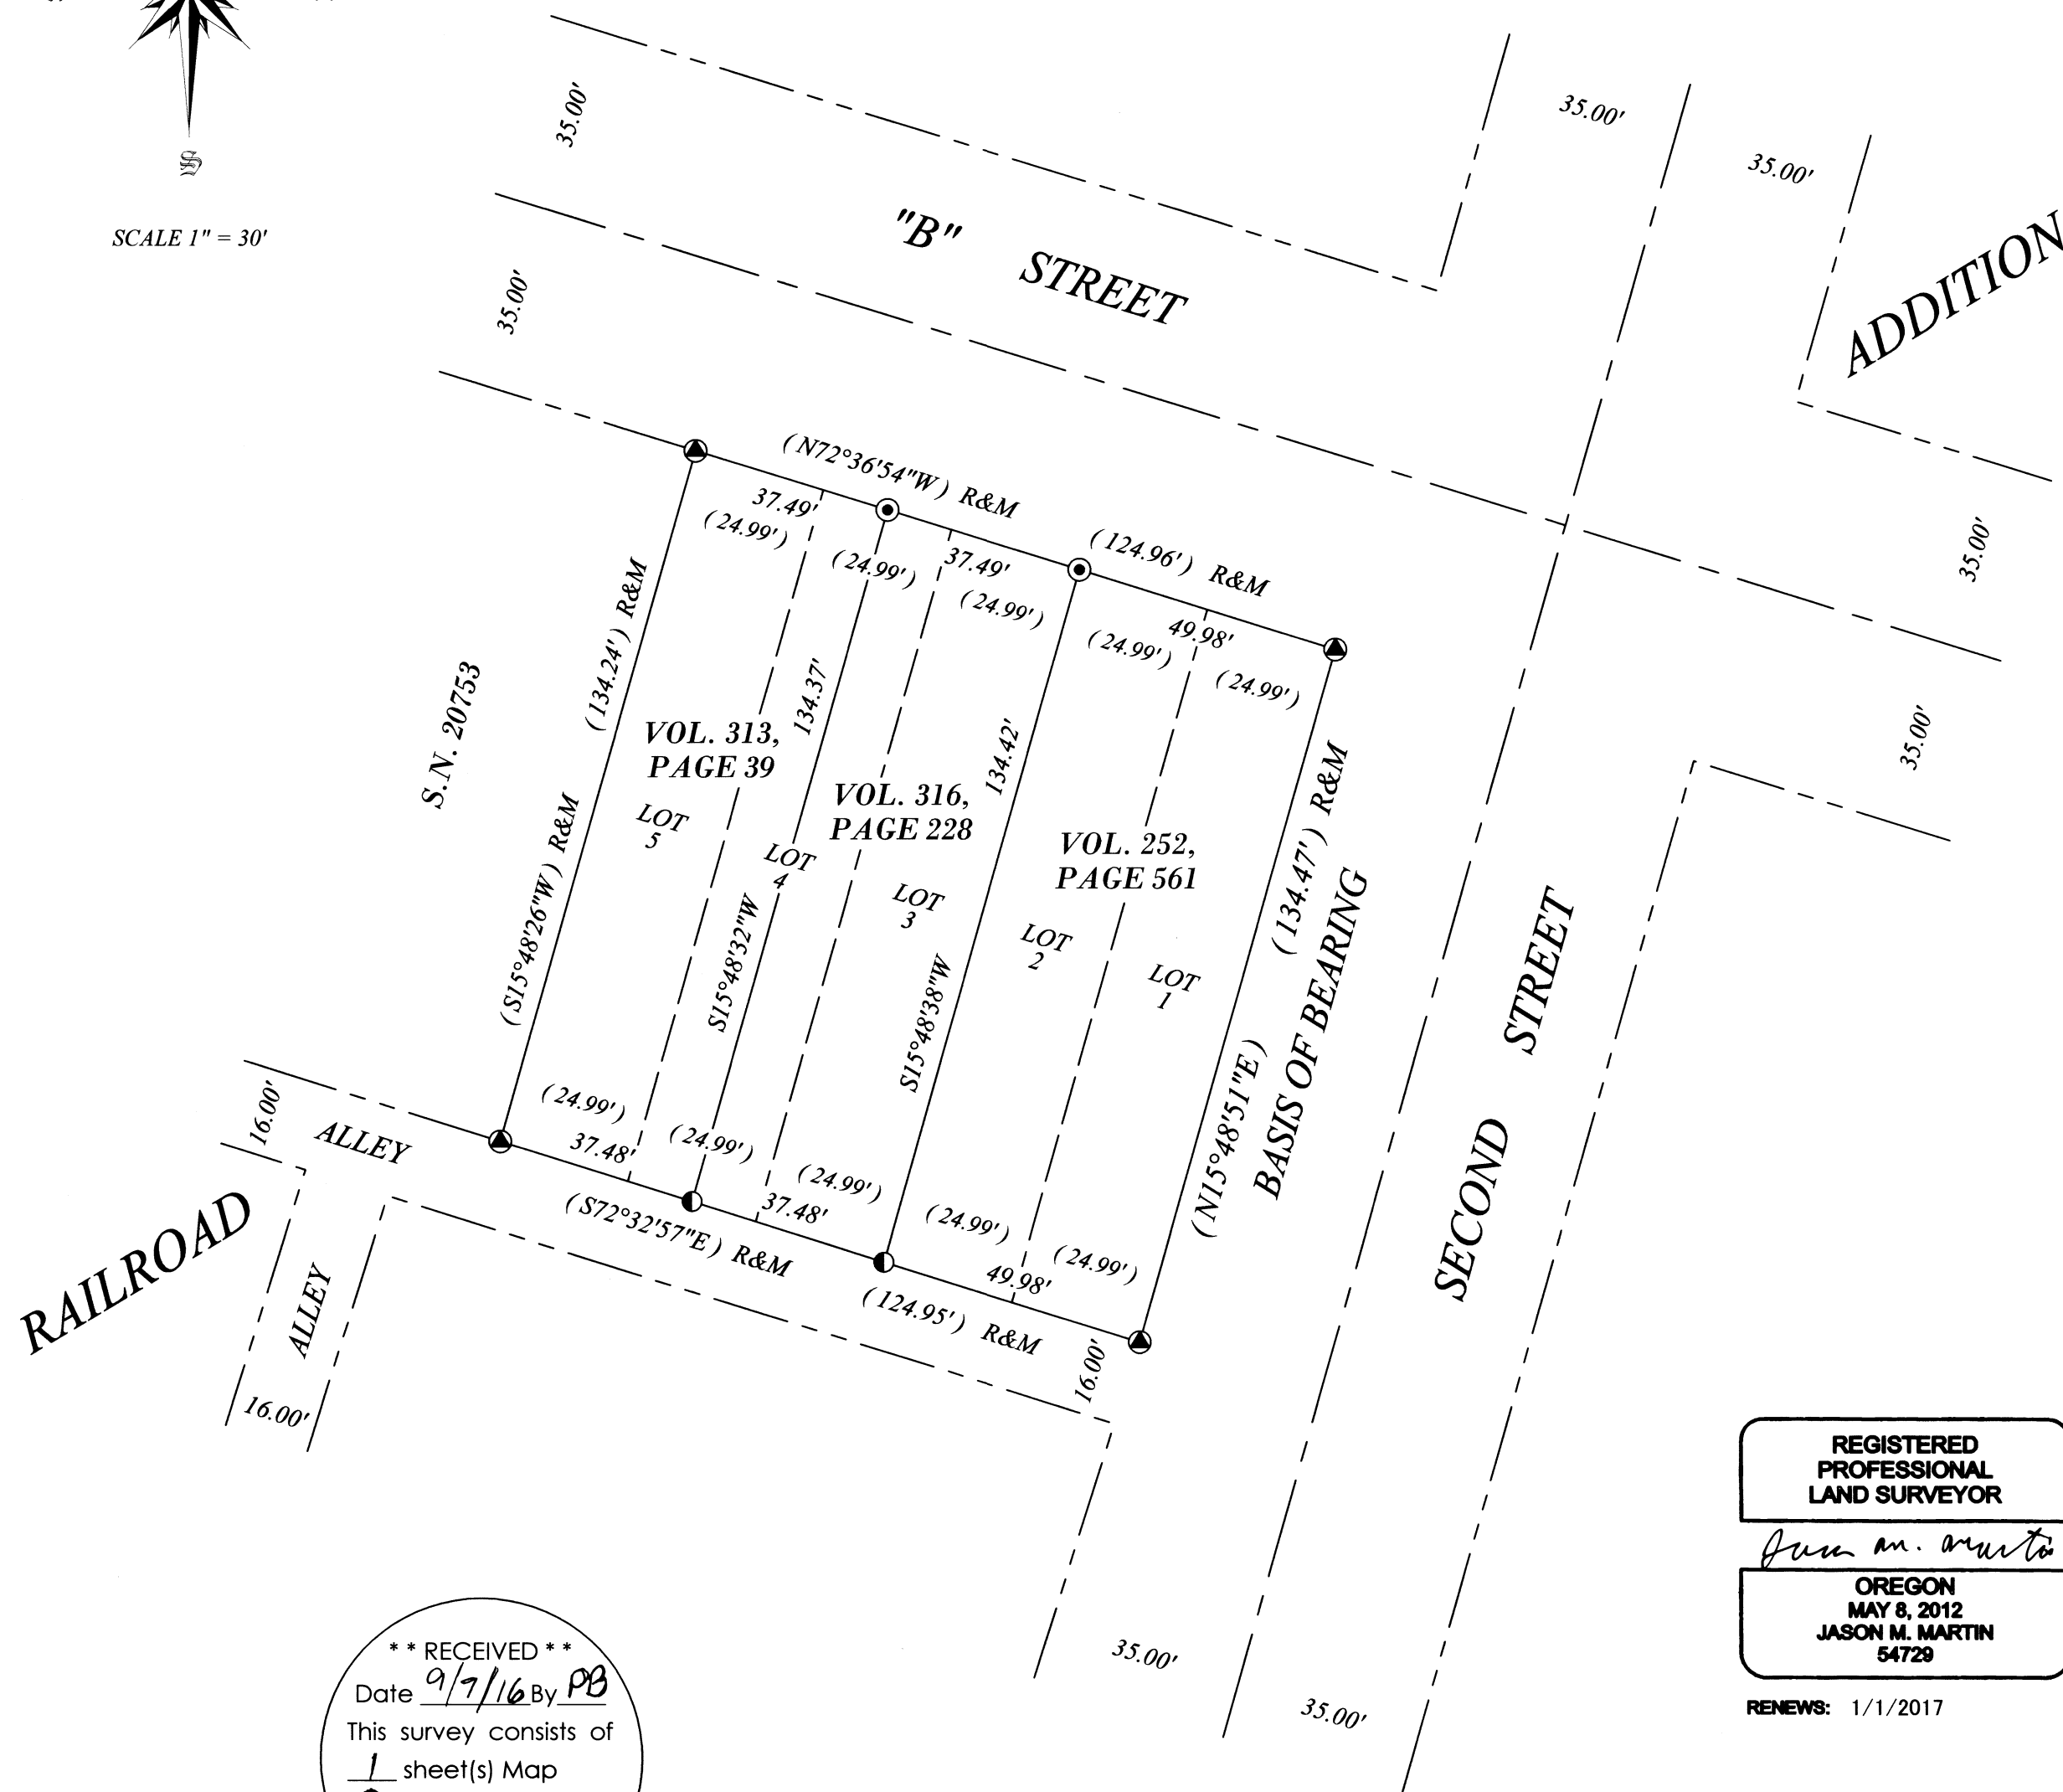 S
SCALE 1" = 30'
35.00'
35.00'
35.00'
35.00'
"B" STREET
ADDITION
(N72°36'54"W) R&M
(124.96') R&M
37.49'
(24.99')
(24.99')
37.49'
(24.99')
(24.99')
49.98'
(24.99')
35.00'
35.00'
S.N. 20753
(134.24') R&M
(S15°48'26"W) R&M
VOL. 313,
PAGE 39
LOT
5
134.37'
S15°48'32"W
LOT
4
VOL. 316,
PAGE 228
LOT
3
134.42'
S15°48'38"W
VOL. 252,
PAGE 561
LOT
2
LOT
1
(134.47') R&M
(N15°48'51"E)
BASIS OF BEARING
SECOND STREET
(24.99')
37.48'
(24.99')
(24.99')
37.48'
(24.99')
49.98'
(24.99')
(S72°32'57"E) R&M
(124.95') R&M
16.00'
ALLEY
RAILROAD
ALLEY
16.00'
16.00'
35.00'
35.00'
REGISTERED
PROFESSIONAL
LAND SURVEYOR
Jason M. Martin
OREGON
MAY 8, 2012
JASON M. MARTIN
54729
RENEWS: 1/1/2017
* * RECEIVED * *
Date 9/9/16 By PB
This survey consists of
1 sheet(s) Map